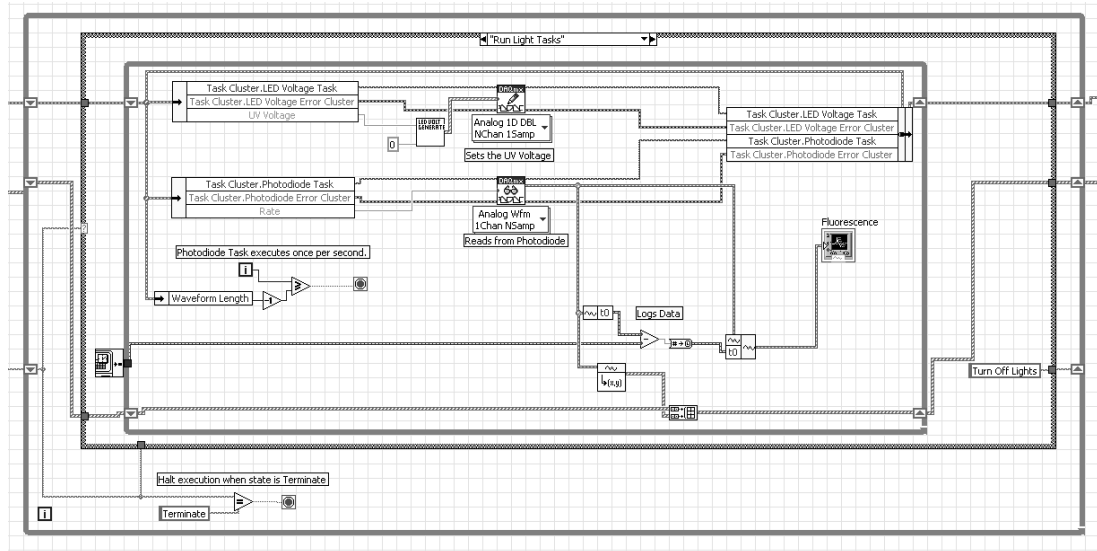 "Run Light Tasks"
Task Cluster.LED Voltage Task
Task Cluster.LED Voltage Error Cluster
UV Voltage
LED VOLT
GENERATE
0
DAQmx
Analog 1D DBL
NChan 1Samp
Sets the UV Voltage
Task Cluster.LED Voltage Task
Task Cluster.LED Voltage Error Cluster
Task Cluster.Photodiode Task
Task Cluster.Photodiode Error Cluster
Task Cluster.Photodiode Task
Task Cluster.Photodiode Error Cluster
Rate
DAQmx
Analog Wfm
1Chan NSamp
Reads from Photodiode
Fluorescence
Photodiode Task executes once per second.
i
≥
Waveform Length
-1
t0
Logs Data
-
t0
(x,y)
Turn Off Lights
Halt execution when state is Terminate
=
Terminate
i